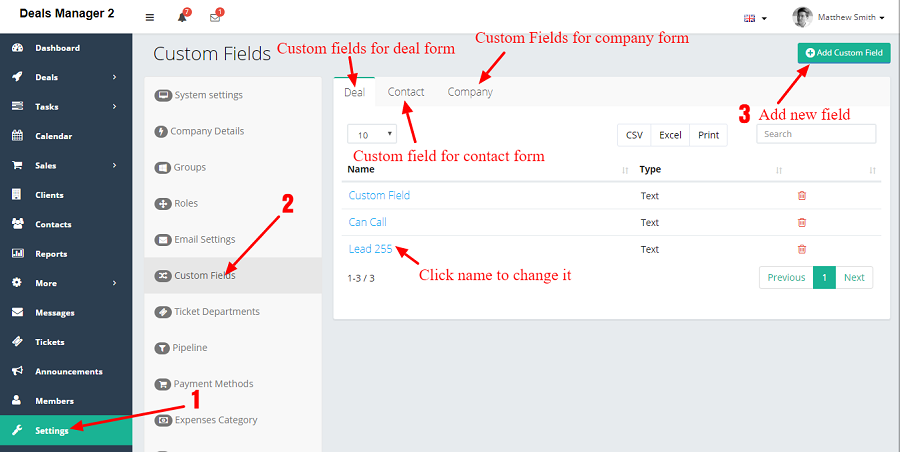 Deals Manager 2
7
1
Matthew Smith
Dashboard
Deals
Tasks
Calendar
Sales
Clients
Contacts
Reports
More
Messages
Tickets
Announcements
Members
Settings
1
Custom Fields
Custom fields for deal form
Custom Fields for company form
Add Custom Field
System settings
Company Details
Groups
Roles
2
Email Settings
Custom Fields
Ticket Departments
Pipeline
Payment Methods
Expenses Category
Deal Contact Company
3 Add new field
10 CSV Excel Print Search
Custom field for contact form
Name Type
Custom Field Text
Can Call Text
Lead 255 Text
Click name to change it
1-3 / 3 Previous 1 Next